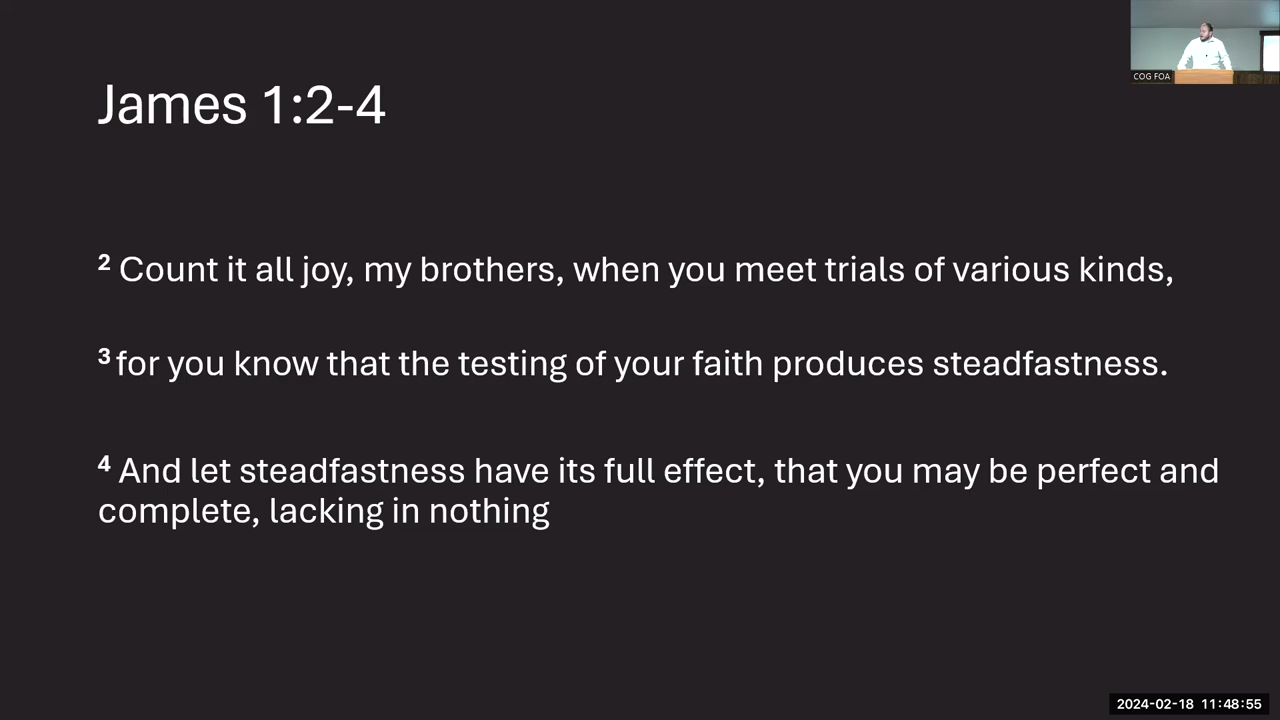 COG FOA
James 1:2-4
2 Count it all joy, my brothers, when you meet trials of various kinds,
3 for you know that the testing of your faith produces steadfastness.
4 And let steadfastness have its full effect, that you may be perfect and
complete, lacking in nothing
2024-02-18 11:48:55